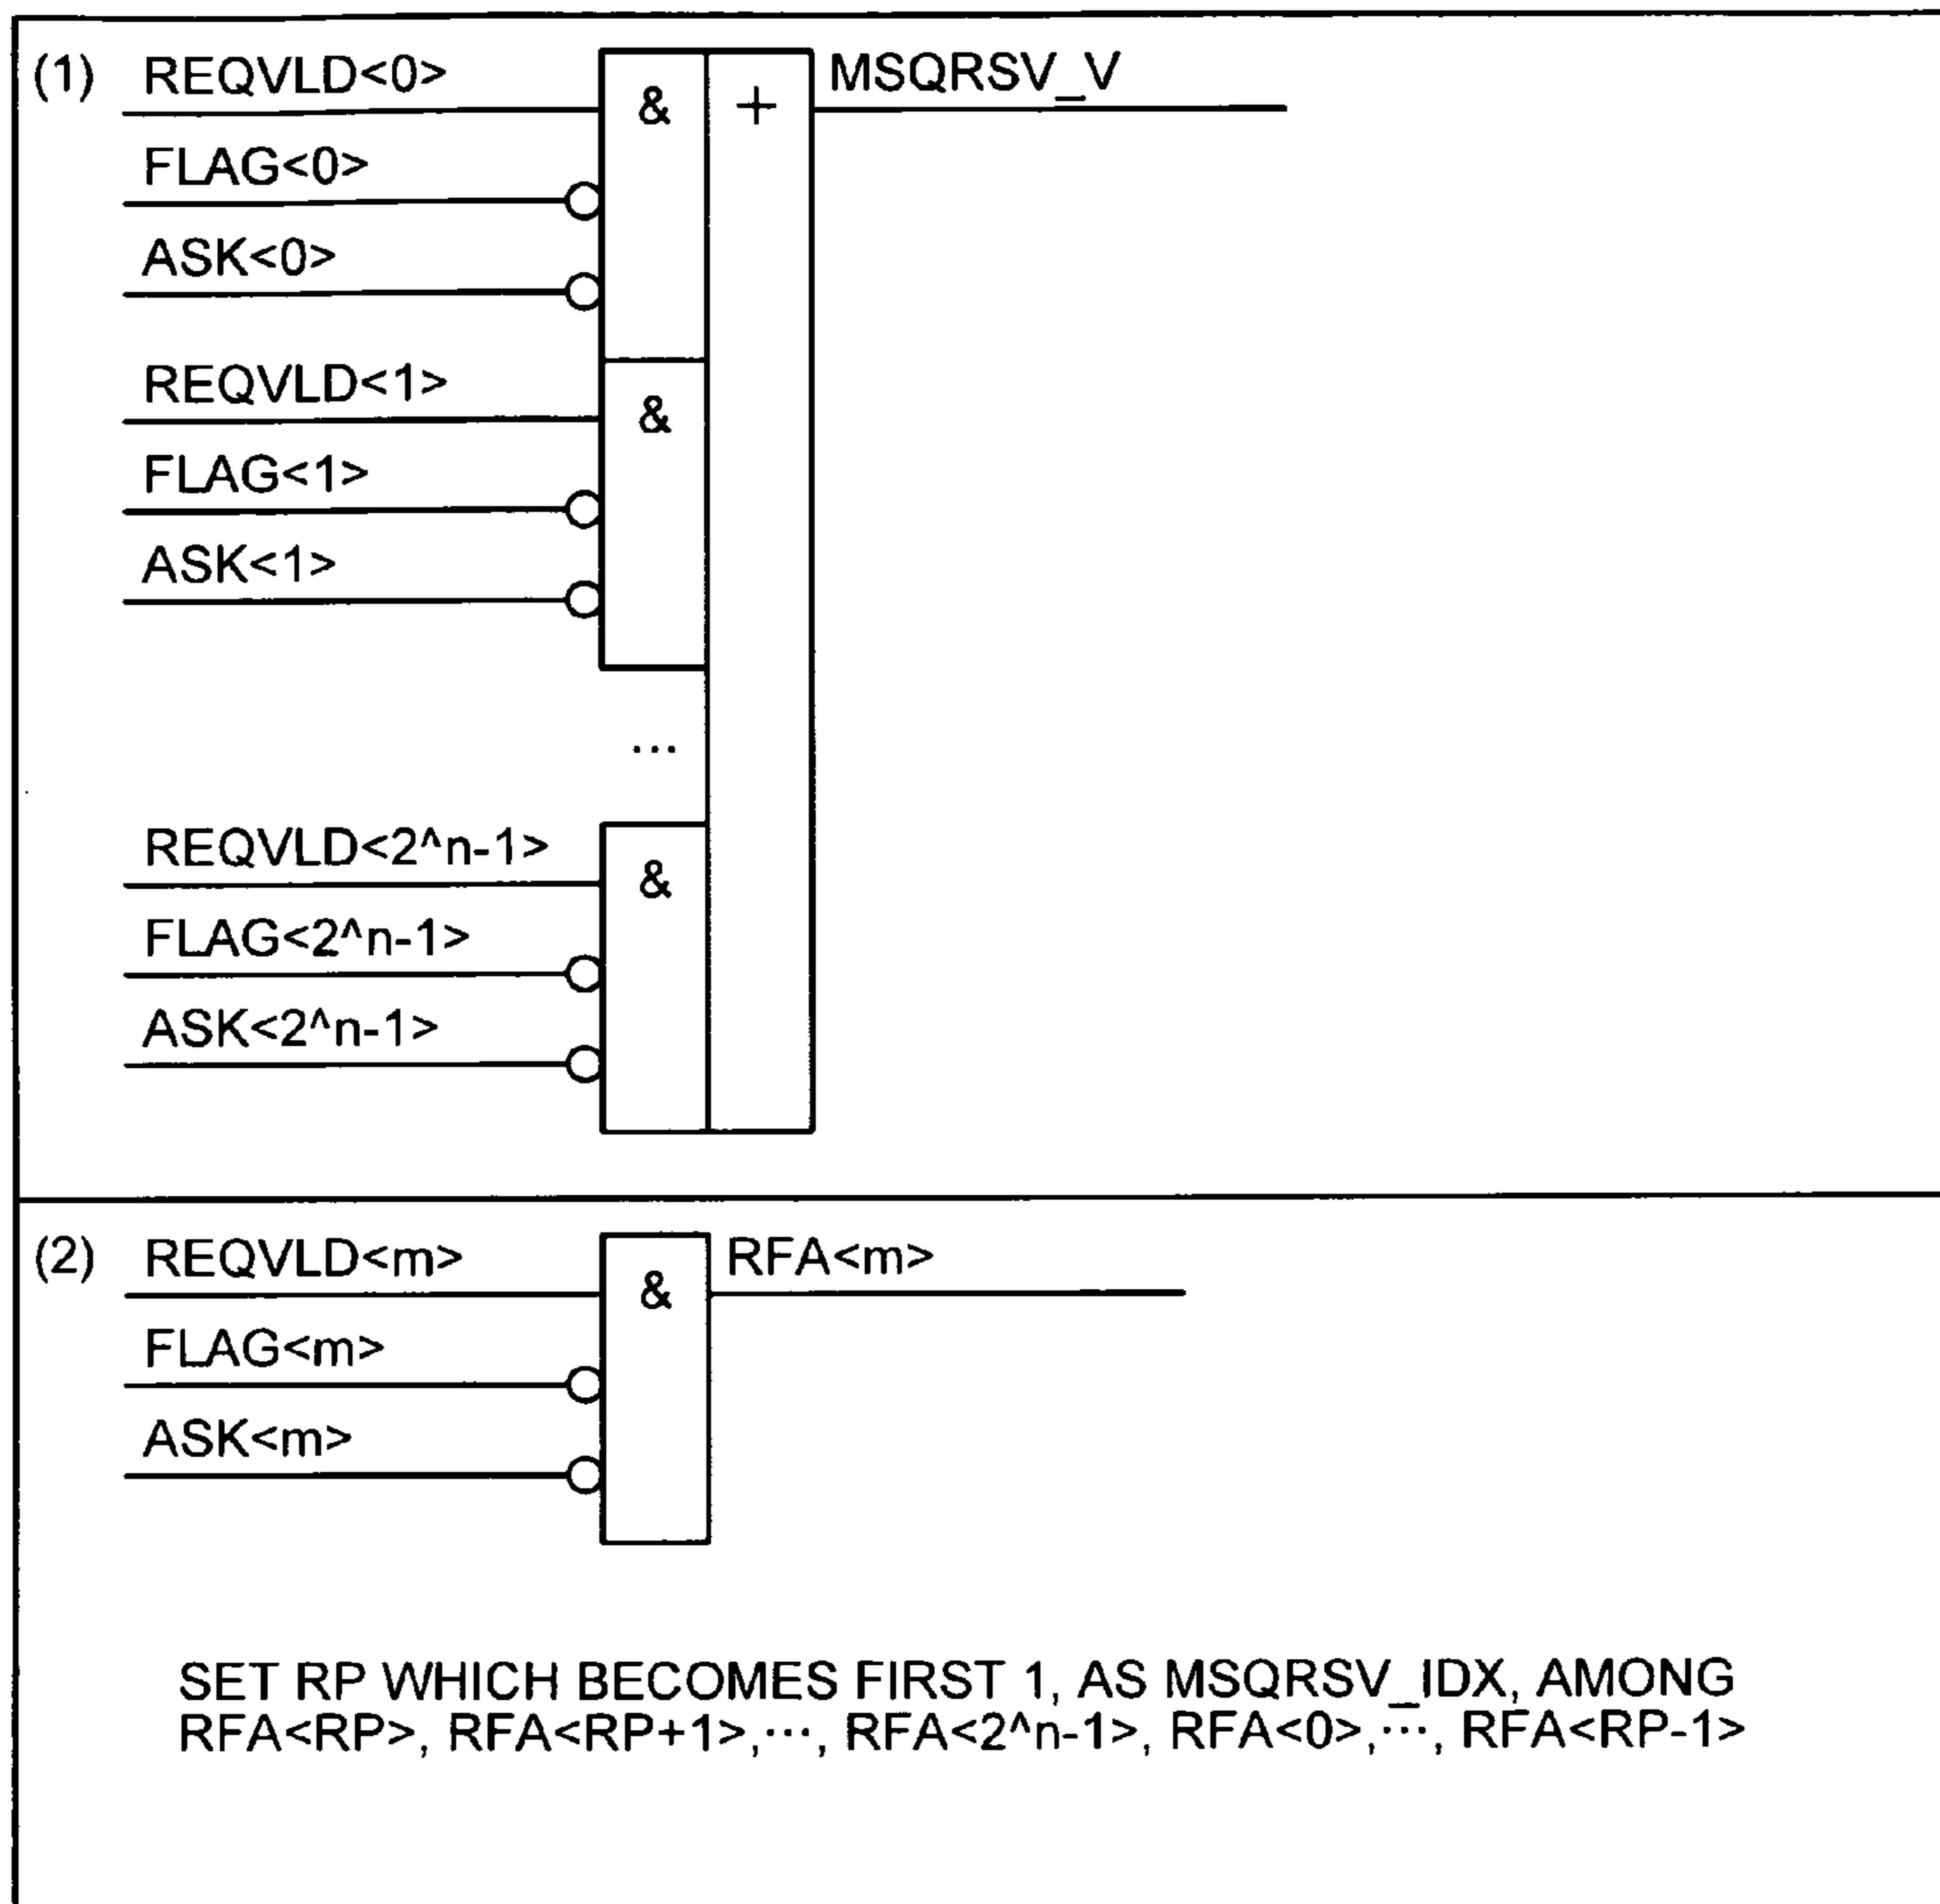 (1) REQVLD<0> & + MSQRSV_V
FLAG<0>
ASK<0>
REQVLD<1> &
FLAG<1>
ASK<1>
...
REQVLD<2^n-1> &
FLAG<2^n-1>
ASK<2^n-1>
(2) REQVLD<m> & RFA<m>
FLAG<m>
ASK<m>
SET RP WHICH BECOMES FIRST 1, AS MSQRSV_IDX, AMONG
RFA<RP>, RFA<RP+1>,..., RFA<2^n-1>, RFA<0>,..., RFA<RP-1>